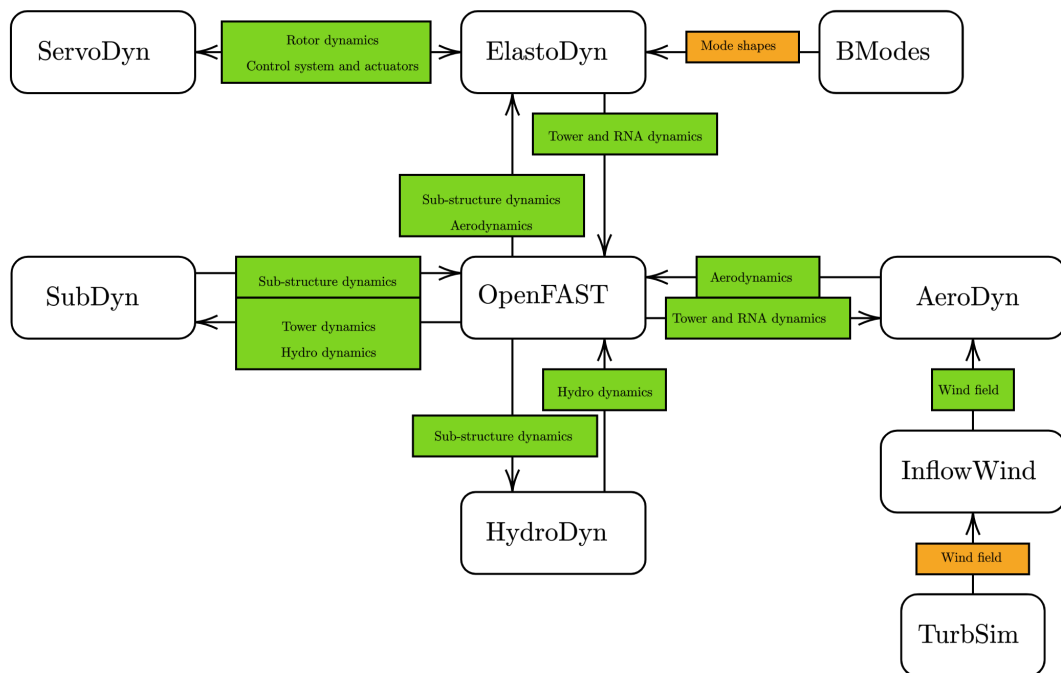 ServoDyn
Rotor dynamics
Control system and actuators
ElastoDyn
Mode shapes
BModes
Tower and RNA dynamics
Sub-structure dynamics
Aerodynamics
SubDyn
Sub-structure dynamics
Tower dynamics
Hydro dynamics
OpenFAST
Aerodynamics
Tower and RNA dynamics
AeroDyn
Hydro dynamics
Wind field
Sub-structure dynamics
InflowWind
HydroDyn
Wind field
TurbSim